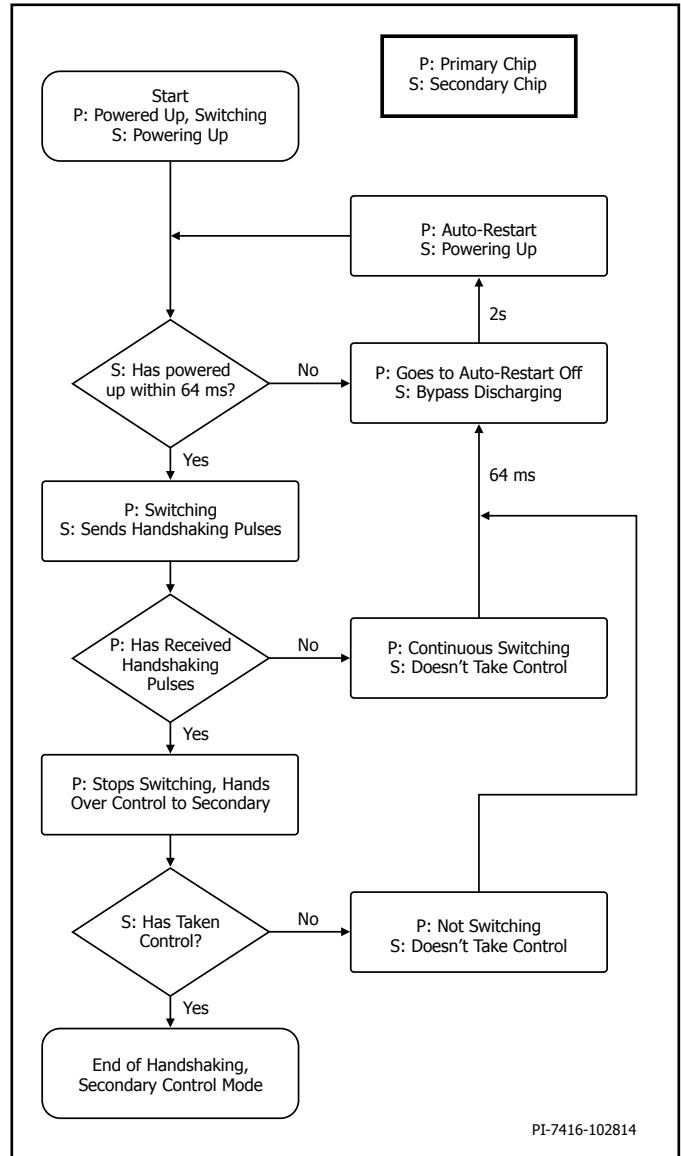 P: Primary Chip
S: Secondary Chip
Start
P: Powered Up, Switching
S: Powering Up
P: Auto-Restart
S: Powering Up
2s
S: Has powered
up within 64 ms?
No
P: Goes to Auto-Restart Off
S: Bypass Discharging
Yes
64 ms
P: Switching
S: Sends Handshaking Pulses
P: Has Received
Handshaking
Pulses
No
P: Continuous Switching
S: Doesn't Take Control
Yes
P: Stops Switching, Hands
Over Control to Secondary
S: Has Taken
Control?
No
P: Not Switching
S: Doesn't Take Control
Yes
End of Handshaking,
Secondary Control Mode
PI-7416-102814